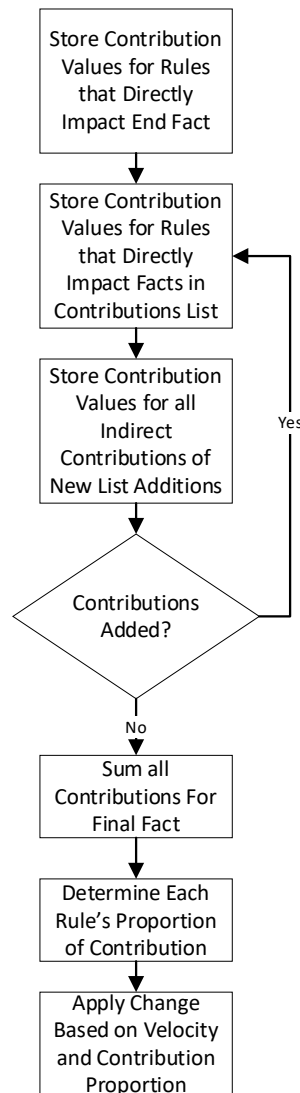 Store Contribution
Values for Rules
that Directly
Impact End Fact
Store Contribution
Values for Rules
that Directly
Impact Facts in
Contributions List
Store Contribution
Values for all
Indirect
Contributions of
New List Additions
Yes
Contributions
Added?
No
Sum all
Contributions For
Final Fact
Determine Each
Rule's Proportion
of Contribution
Apply Change
Based on Velocity
and Contribution
Proportion